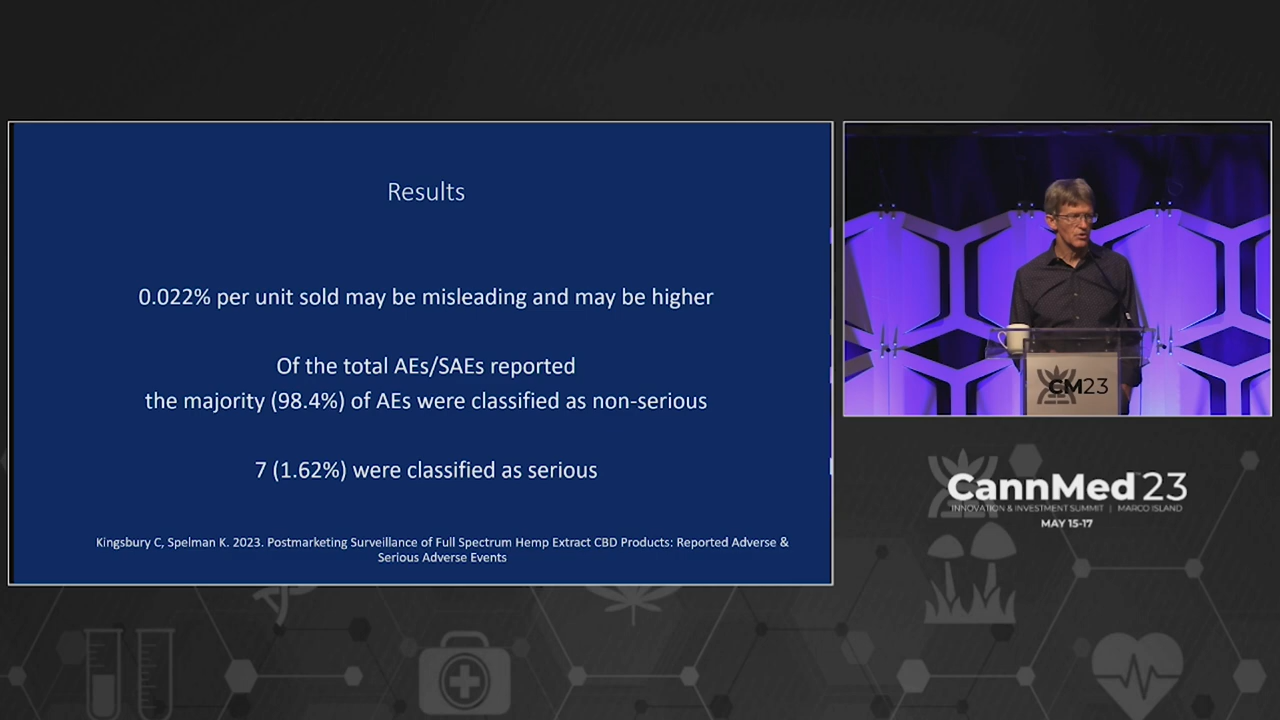 Results
0.022% per unit sold may be misleading and may be higher
Of the total AEs/SAEs reported
the majority (98.4%) of AEs were classified as non-serious
7 (1.62%) were classified as serious
Kingsbury C, Spelman K. 2023. Postmarketing Surveillance of Full Spectrum Hemp Extract CBD Products: Reported Adverse &
Serious Adverse Events
CM23
CannMed 23
INNOVATION & INVESTMENT SUMMIT | MARCO ISLAND
MAY 15-17